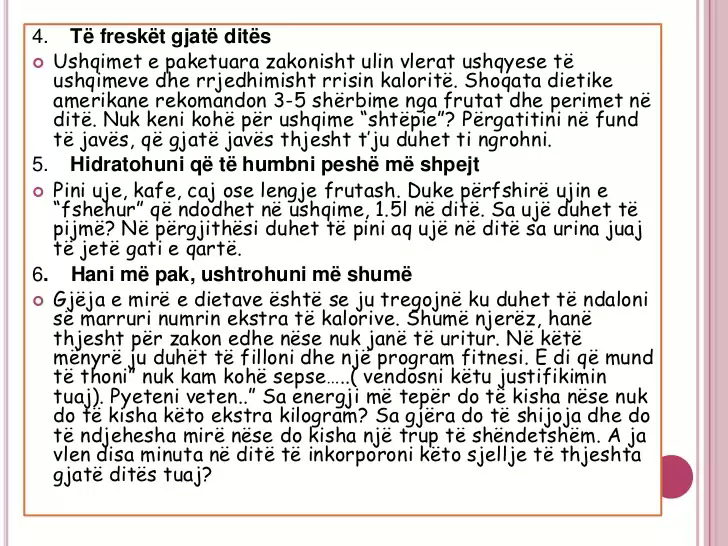 4. Të freskët gjatë ditës
Ushqimet e paketuara zakonisht ulin vlerat ushqyese të
ushqimeve dhe rrjedhimisht rrisin kaloritë. Shoqata dietike
amerikane rekomandon 3-5 shërbime nga frutat dhe perimet në
ditë. Nuk keni kohë për ushqime “shtëpie”? Përgatitini në fund
të javës, që gjatë javës thjesht t’ju duhet ti ngrohni.
5. Hidratohuni që të humbni peshë më shpejt
Pini uje, kafe, caj ose lengje frutash. Duke përfshirë ujin e
“fshehur” që ndodhet në ushqime, 1.5l në ditë. Sa ujë duhet të
pijmë? Në përgjithësi duhet të pini aq ujë në ditë sa urina juaj
të jetë gati e qartë.
6. Hani më pak, ushtrohuni më shumë
Gjëja e mirë e dietave është se ju tregojnë ku duhet të ndaloni
së marruri numrin ekstra të kalorive. Shumë njerëz, hanë
thjesht për zakon edhe nëse nuk janë të uritur. Në këtë
mënyrë ju duhët të filloni dhe një program fitnesi. E di që mund
të thoni” nuk kam kohë sepse…..( vendosni këtu justifikimin
tuaj). Pyeteni veten..” Sa energji më tepër do të kisha nëse nuk
do të kisha këto ekstra kilogram? Sa gjëra do të shijoja dhe do
të ndjehesha mirë nëse do kisha një trup të shëndetshëm. A ja
vlen disa minuta në ditë të inkorporoni këto sjellje të thjeshta
gjatë ditës tuaj?